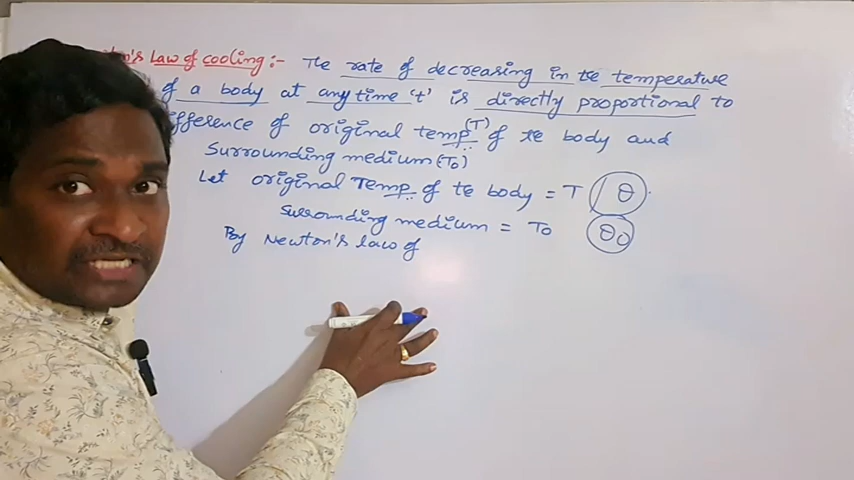 Law of cooling :- The rate of decreasing in the temperature
of a body at any time 't' is directly proportional to
difference of original temp (T) of the body and
Surrounding medium (T0)
Let original Temp of the body = T / θ
Surrounding medium = T0 θ0
By Newton's law of